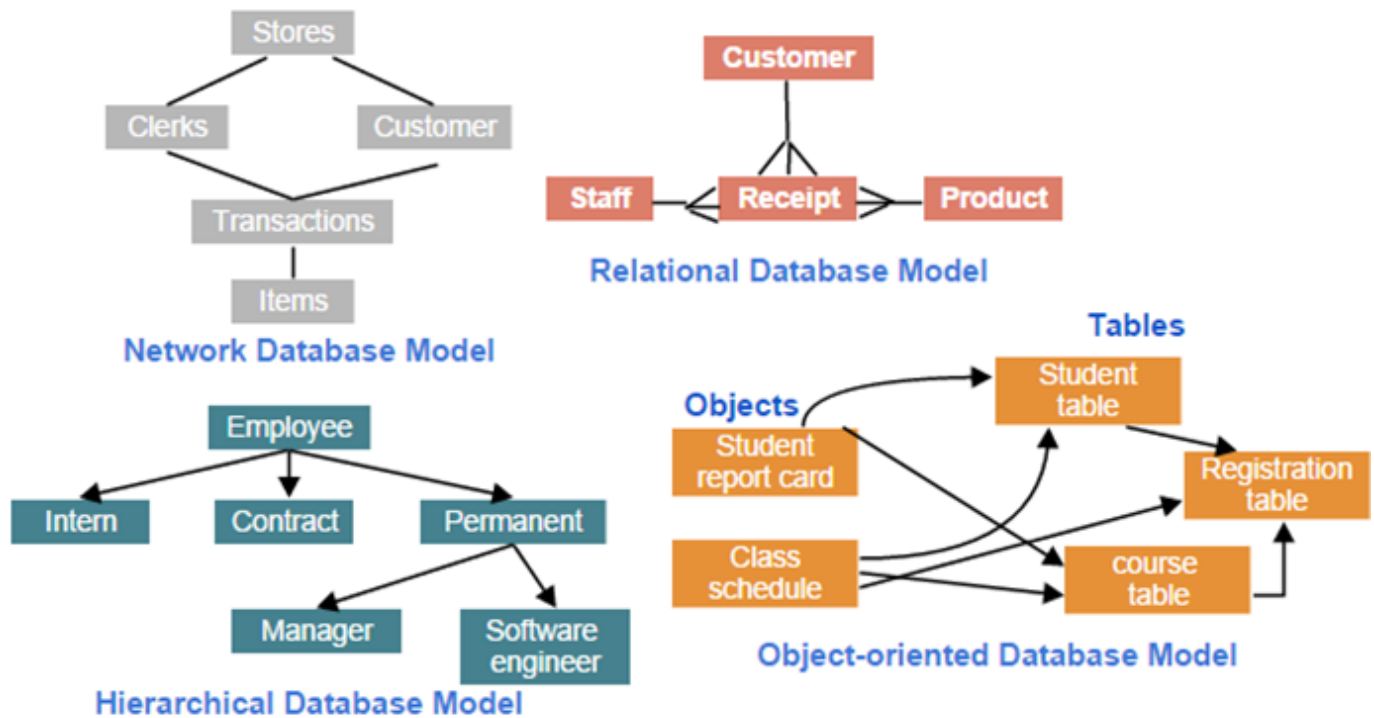 Stores
Clerks
Customer
Transactions
Items
Network Database Model
Customer
Staff
Receipt
Product
Relational Database Model
Employee
Intern
Contract
Permanent
Manager
Software
engineer
Hierarchical Database Model
Tables
Objects
Student
table
Student
report card
Registration
table
Class
schedule
course
table
Object-oriented Database Model